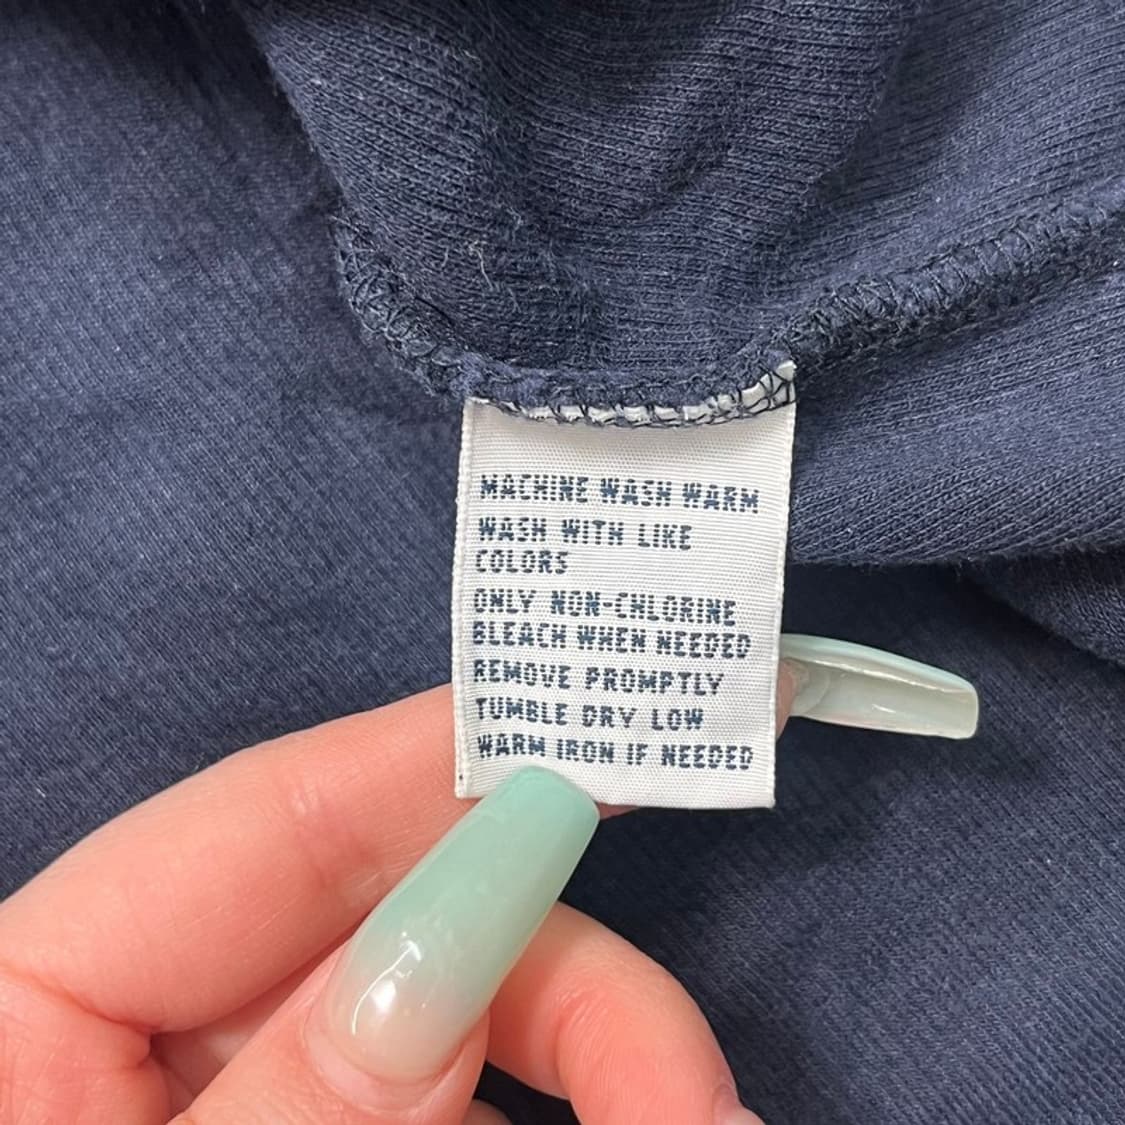 MACHINE WASH WARM
WASH WITH LIKE
COLORS
ONLY NON-CHLORINE
BLEACH WHEN NEEDED
REMOVE PROMPTLY
TUMBLE DRY LOW
WARM IRON IF NEEDED